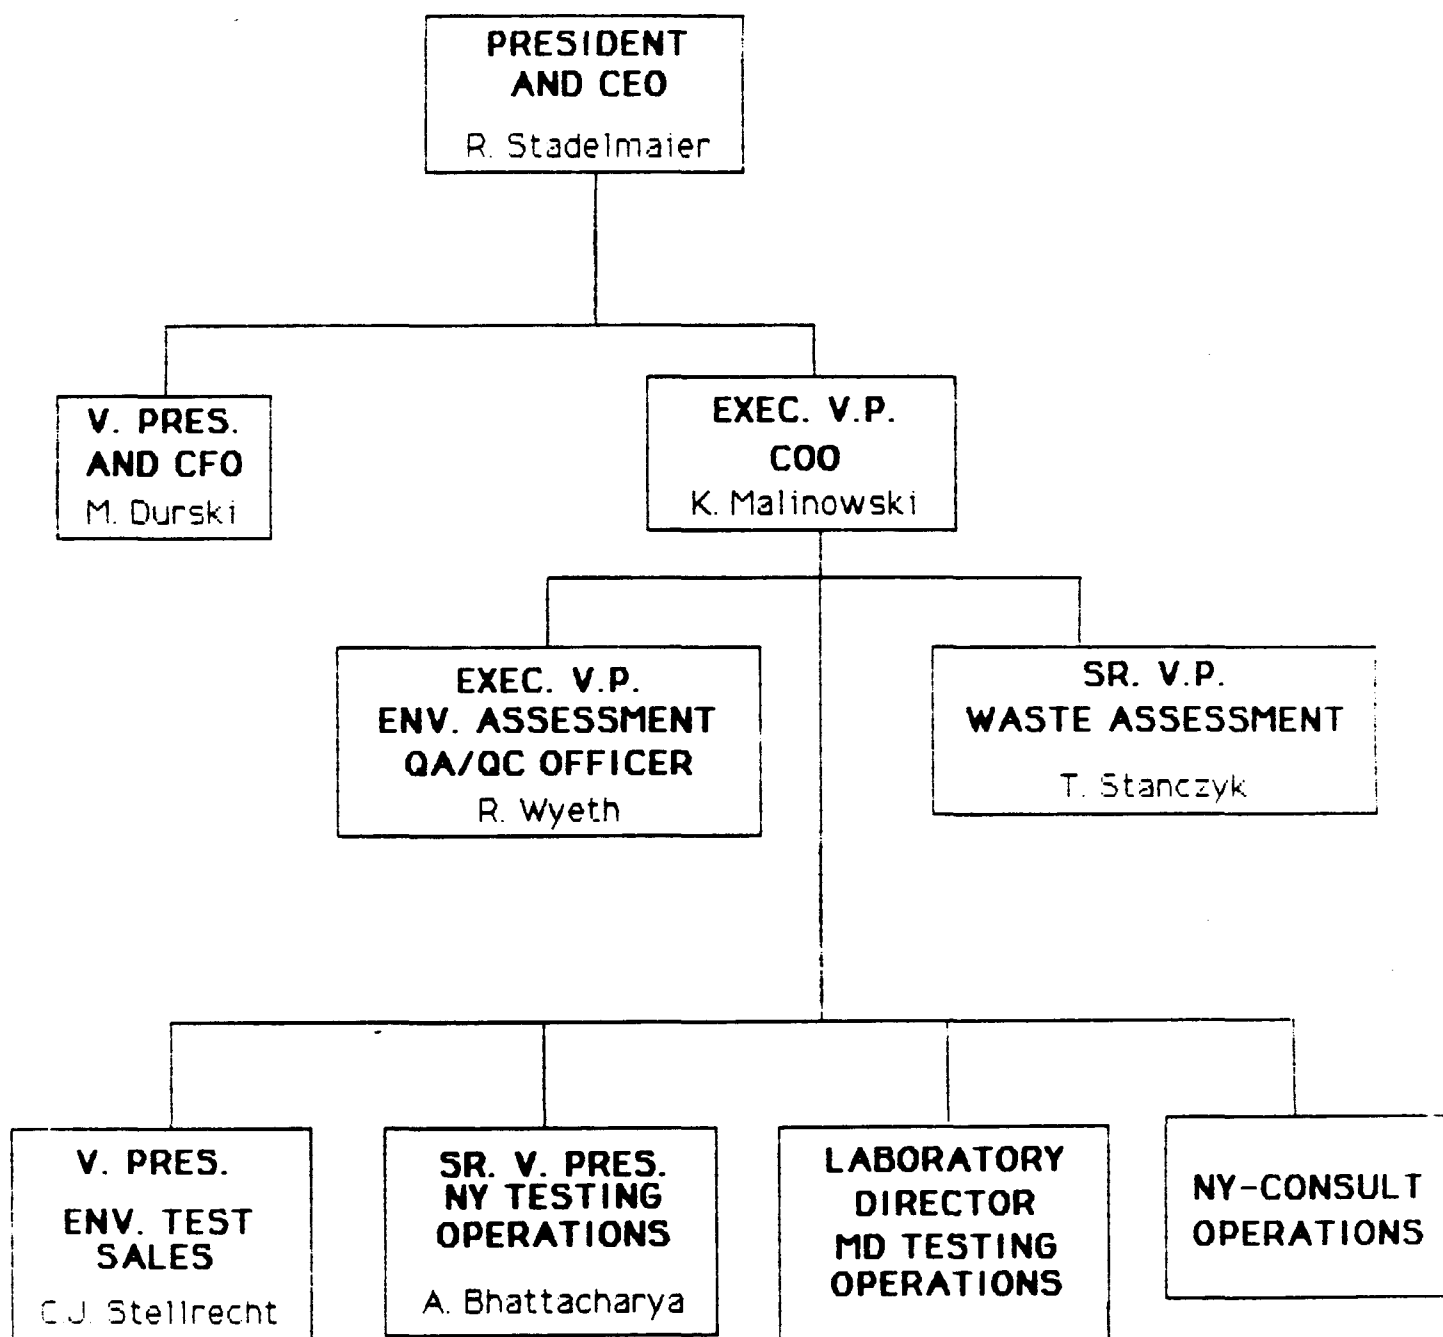 PRESIDENT
AND CEO
R. Stadelmaier
V. PRES.
AND CFO
M. Durski
EXEC. V.P.
COO
K. Malinowski
EXEC. V.P.
ENV. ASSESSMENT
QA/QC OFFICER
R. Wyeth
SR. V.P.
WASTE ASSESSMENT
T. Stanczyk
V. PRES.
ENV. TEST
SALES
C.J. Stellrecht
SR. V. PRES.
NY TESTING
OPERATIONS
A. Bhattacharya
LABORATORY
DIRECTOR
MD TESTING
OPERATIONS
NY-CONSULT
OPERATIONS